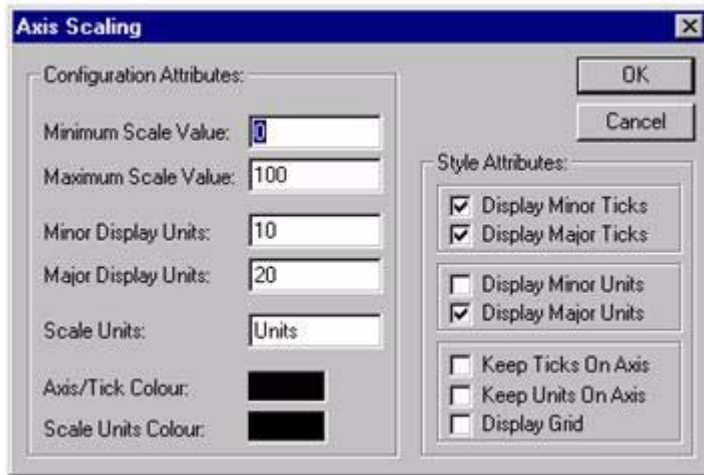 Axis Scaling
Configuration Attributes:
Minimum Scale Value: 0
Maximum Scale Value: 100
Minor Display Units: 10
Major Display Units: 20
Scale Units: Units
Axis/Tick Colour:
Scale Units Colour:
OK
Cancel
Style Attributes:
Display Minor Ticks
Display Major Ticks
Display Minor Units
Display Major Units
Keep Ticks On Axis
Keep Units On Axis
Display Grid